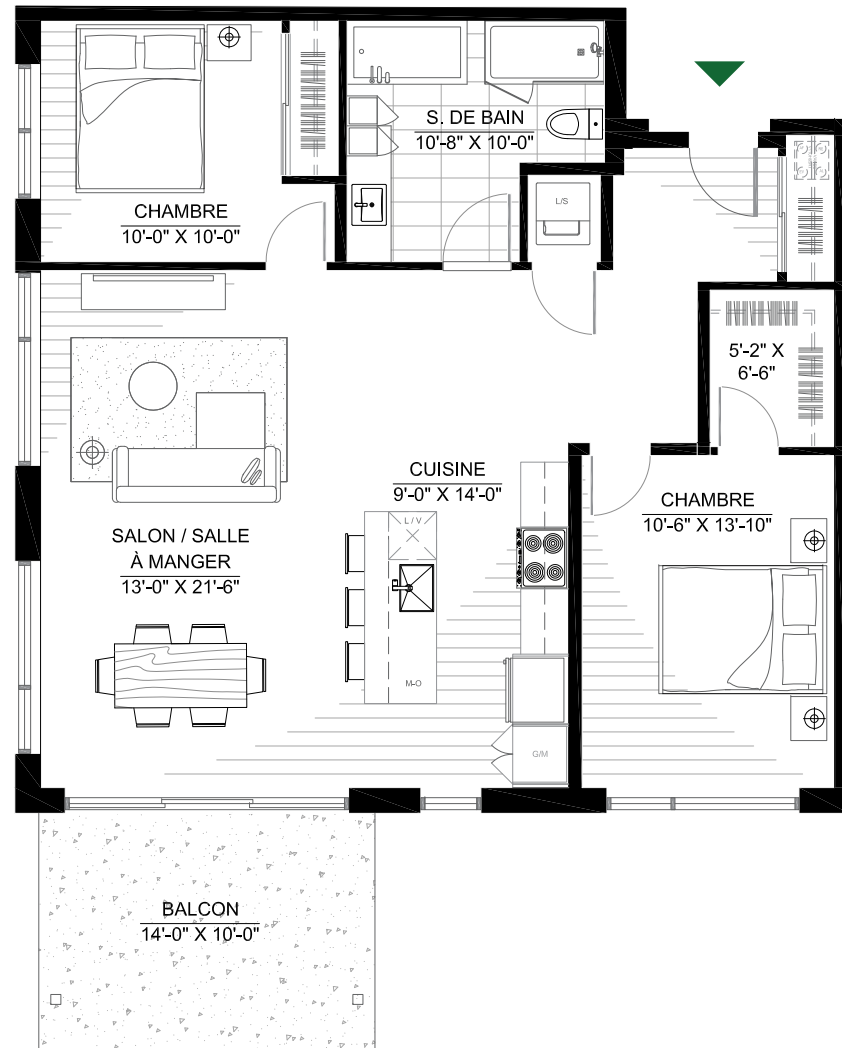 S. DE BAIN
10'-8" X 10'-0"
CHAMBRE
10'-0" X 10'-0"
L/S
5'-2" X
6'-6"
CUISINE
9'-0" X 14'-0"
CHAMBRE
10'-6" X 13'-10"
L / V
SALON / SALLE
À MANGER
13'-0" X 21'-6"
M-O
G/M
BALCON
14'-0" X 10'-0"